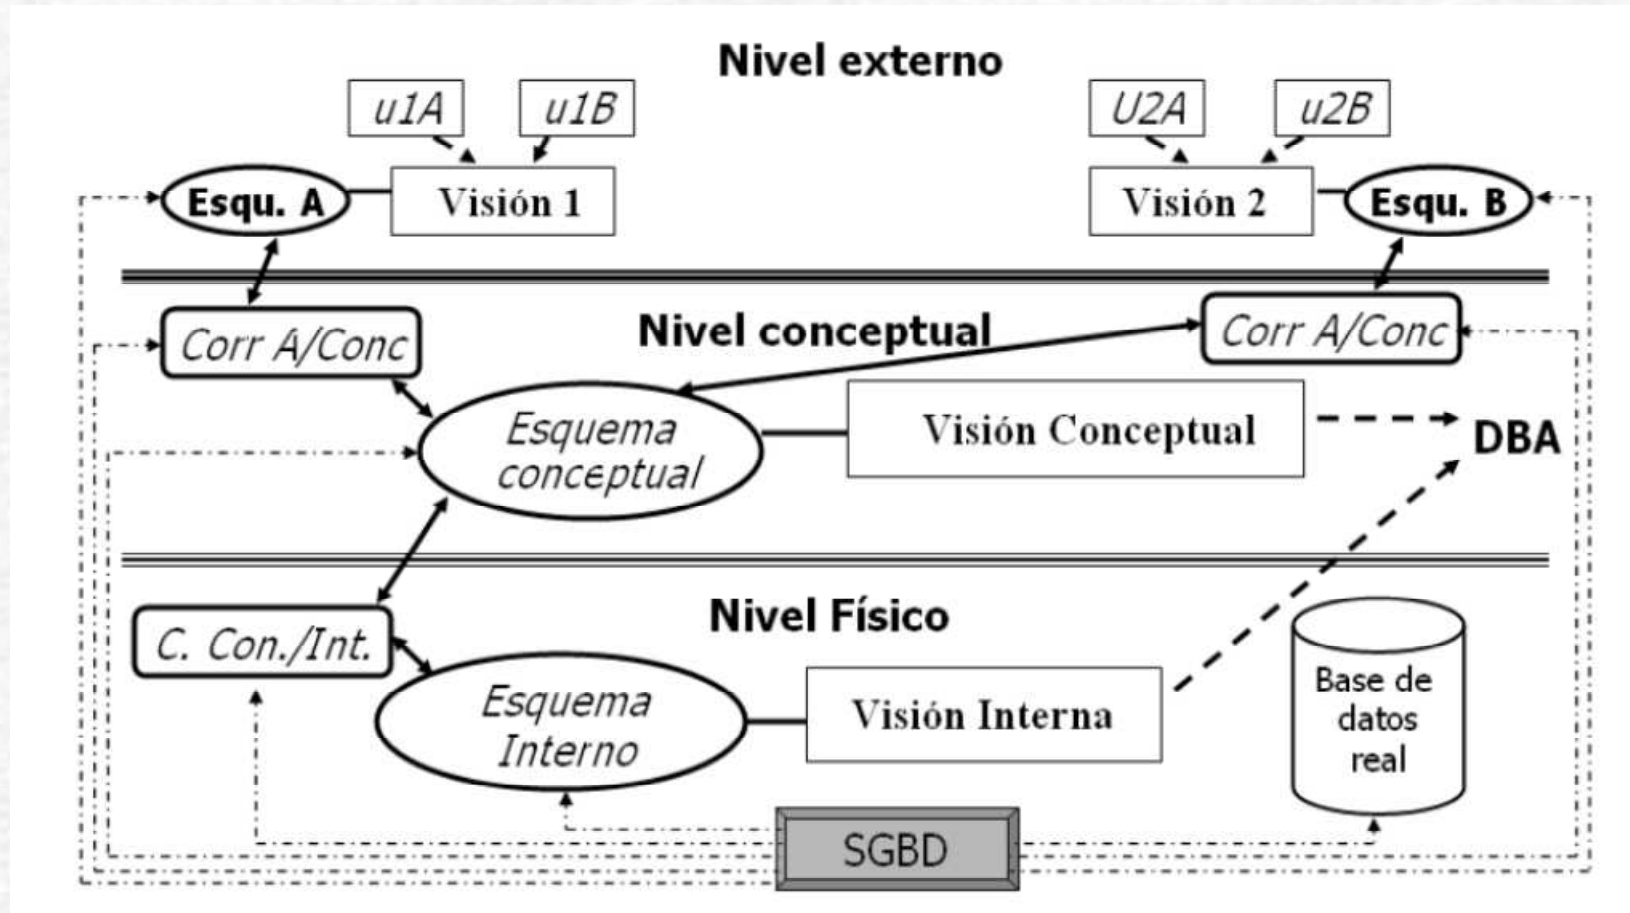 Nivel externo
u1A
u1B
U2A
u2B
Esqu. A
Visión 1
Visión 2
Esqu. B
Corr A/Conc
Nivel conceptual
Corr A/Conc
Esquema
conceptual
Visión Conceptual
DBA
Nivel Físico
C. Con./Int.
Esquema
Interno
Visión Interna
Base de
datos
real
SGBD